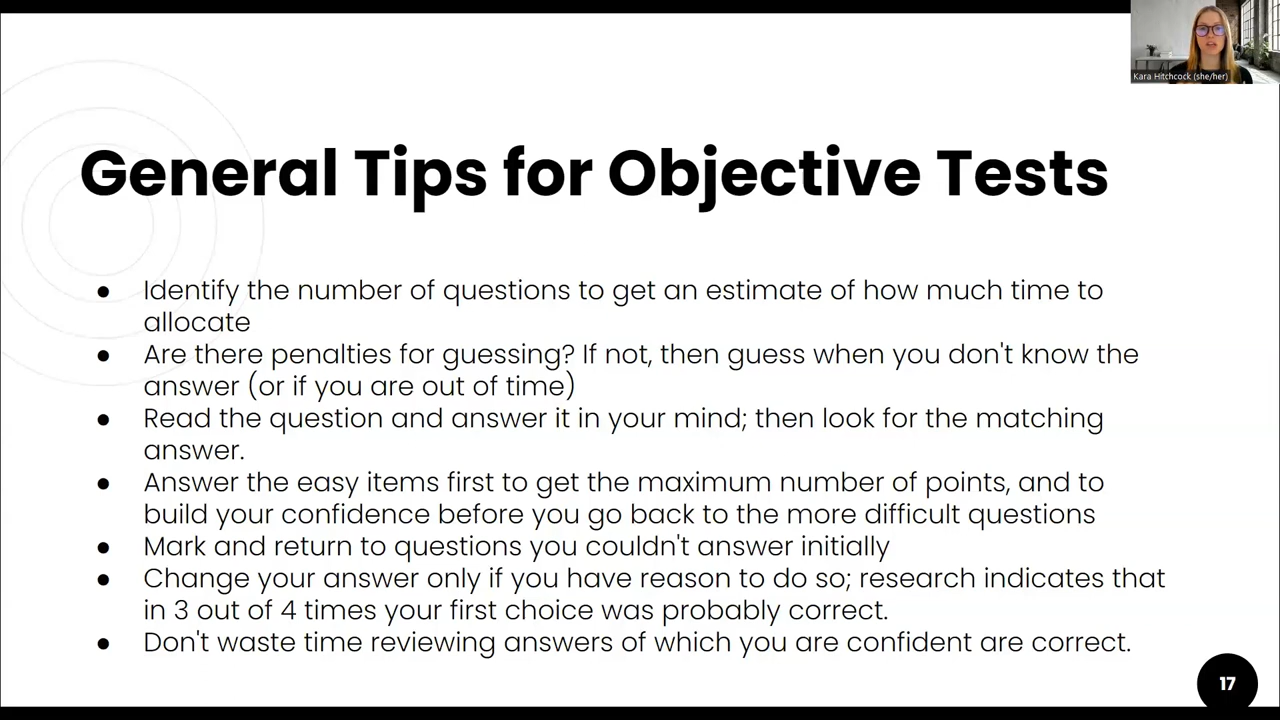 Kara Hitchcock (she/her)
General Tips for Objective Tests
● Identify the number of questions to get an estimate of how much time to
allocate
● Are there penalties for guessing? If not, then guess when you don't know the
answer (or if you are out of time)
● Read the question and answer it in your mind; then look for the matching
answer.
● Answer the easy items first to get the maximum number of points, and to
build your confidence before you go back to the more difficult questions
● Mark and return to questions you couldn't answer initially
● Change your answer only if you have reason to do so; research indicates that
in 3 out of 4 times your first choice was probably correct.
● Don't waste time reviewing answers of which you are confident are correct.
17